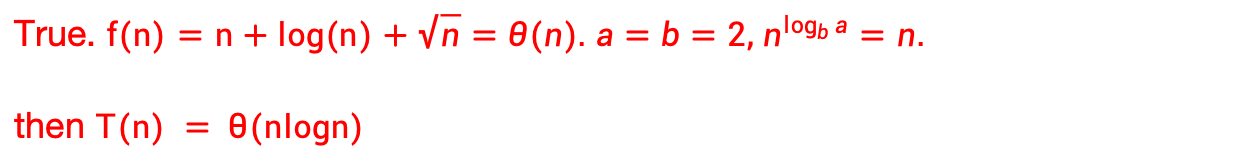 True. f(n) = n + log(n) + √n = θ(n). a = b = 2, n^{log_b a} = n.
then T(n) = θ(nlogn)